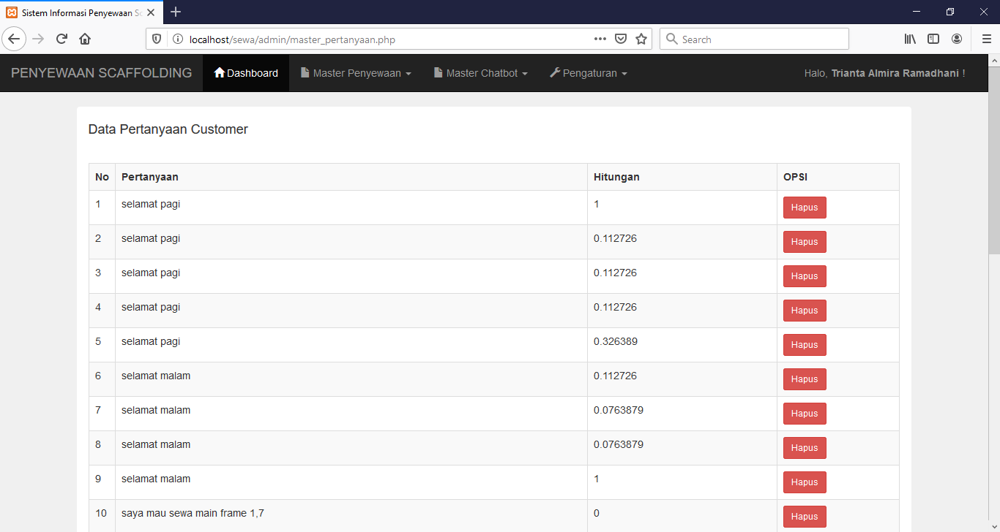 Sistem Informasi Penyewaan Sc
localhost/sewa/admin/master_pertanyaan.php
Search
PENYEWAAN SCAFFOLDING Dashboard Master Penyewaan Master Chatbot Pengaturan Halo, Trianta Almira Ramadhani !
Data Pertanyaan Customer
No Pertanyaan Hitungan OPSI
1 selamat pagi 1 Hapus
2 selamat pagi 0.112726 Hapus
3 selamat pagi 0.112726 Hapus
4 selamat pagi 0.112726 Hapus
5 selamat pagi 0.326389 Hapus
6 selamat malam 0.112726 Hapus
7 selamat malam 0.0763879 Hapus
8 selamat malam 0.0763879 Hapus
9 selamat malam 1 Hapus
10 saya mau sewa main frame 1,7 0 Hapus